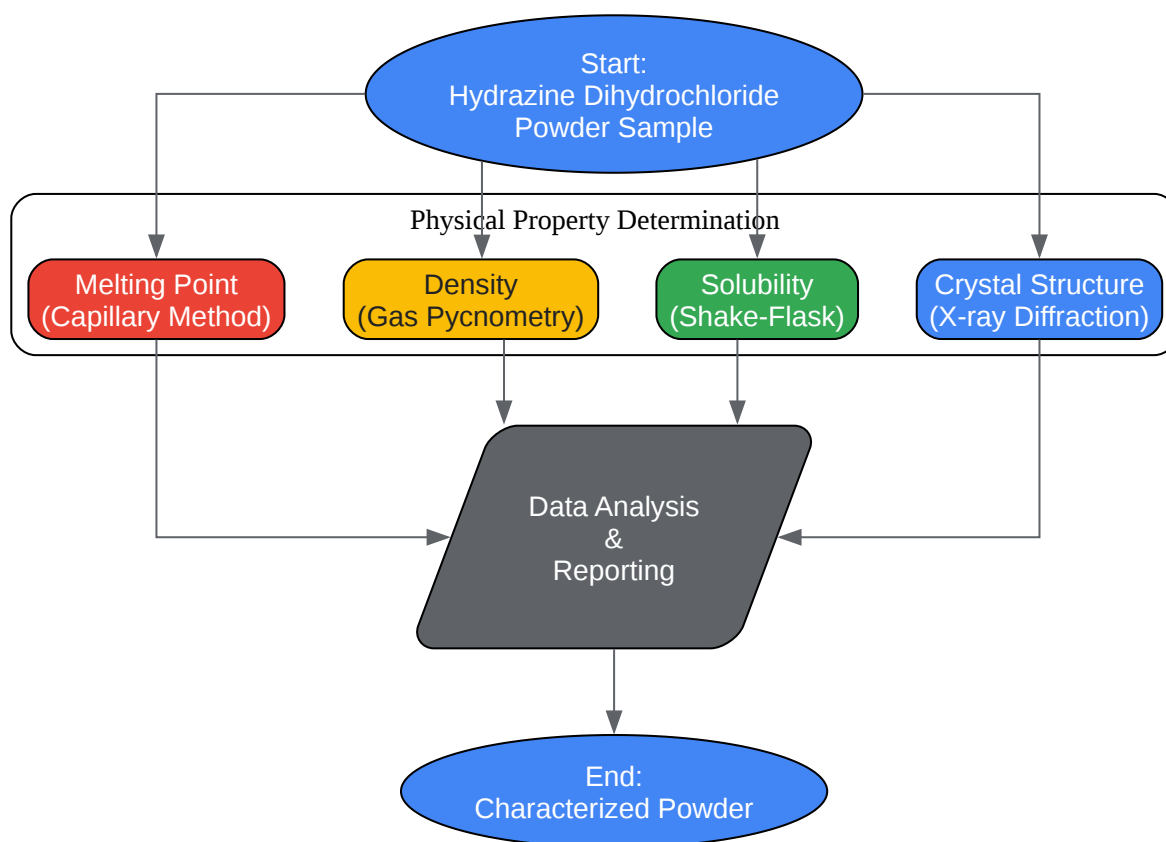 Start:
Hydrazine Dihydrochloride
Powder Sample
Physical Property Determination
Melting Point
(Capillary Method)
Density
(Gas Pycnometry)
Solubility
(Shake-Flask)
Crystal Structure
(X-ray Diffraction)
Data Analysis
&
Reporting
End:
Characterized Powder